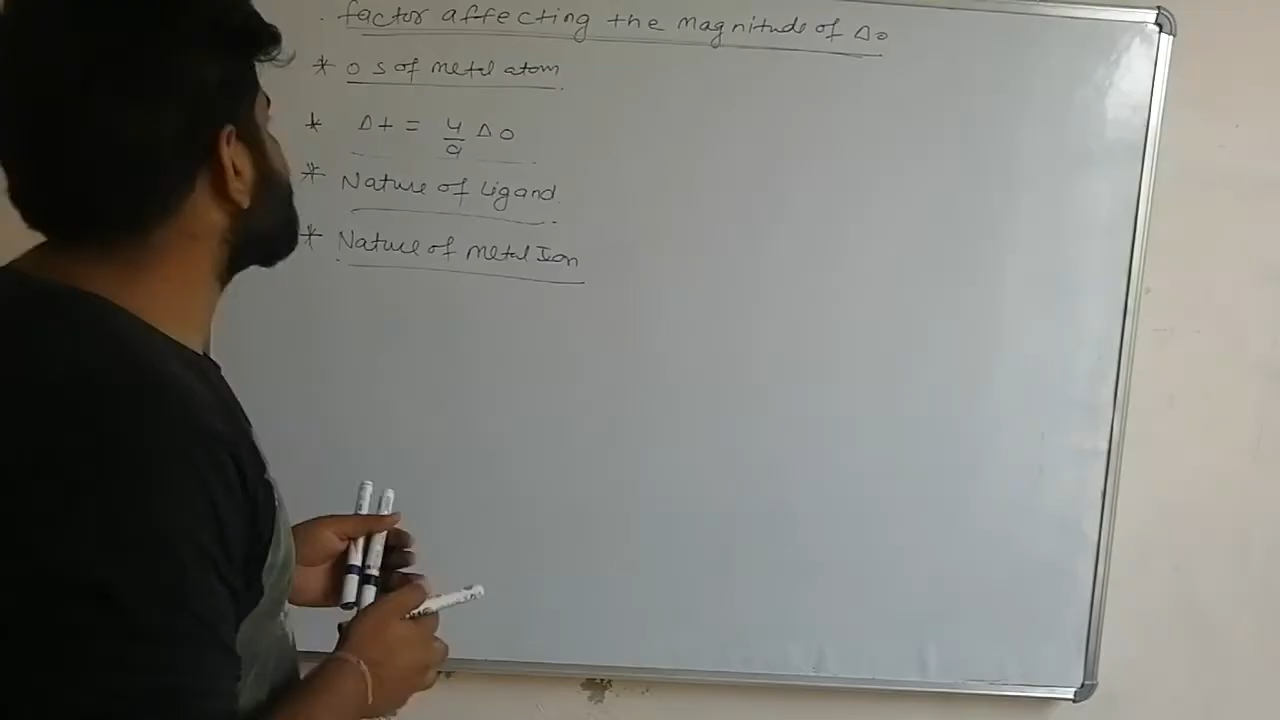 . factor affecting the magnitude of Δo
* o s of metal atom.
* Δt = 4/9 Δo
* Nature of Ligand.
* Nature of metal Ion